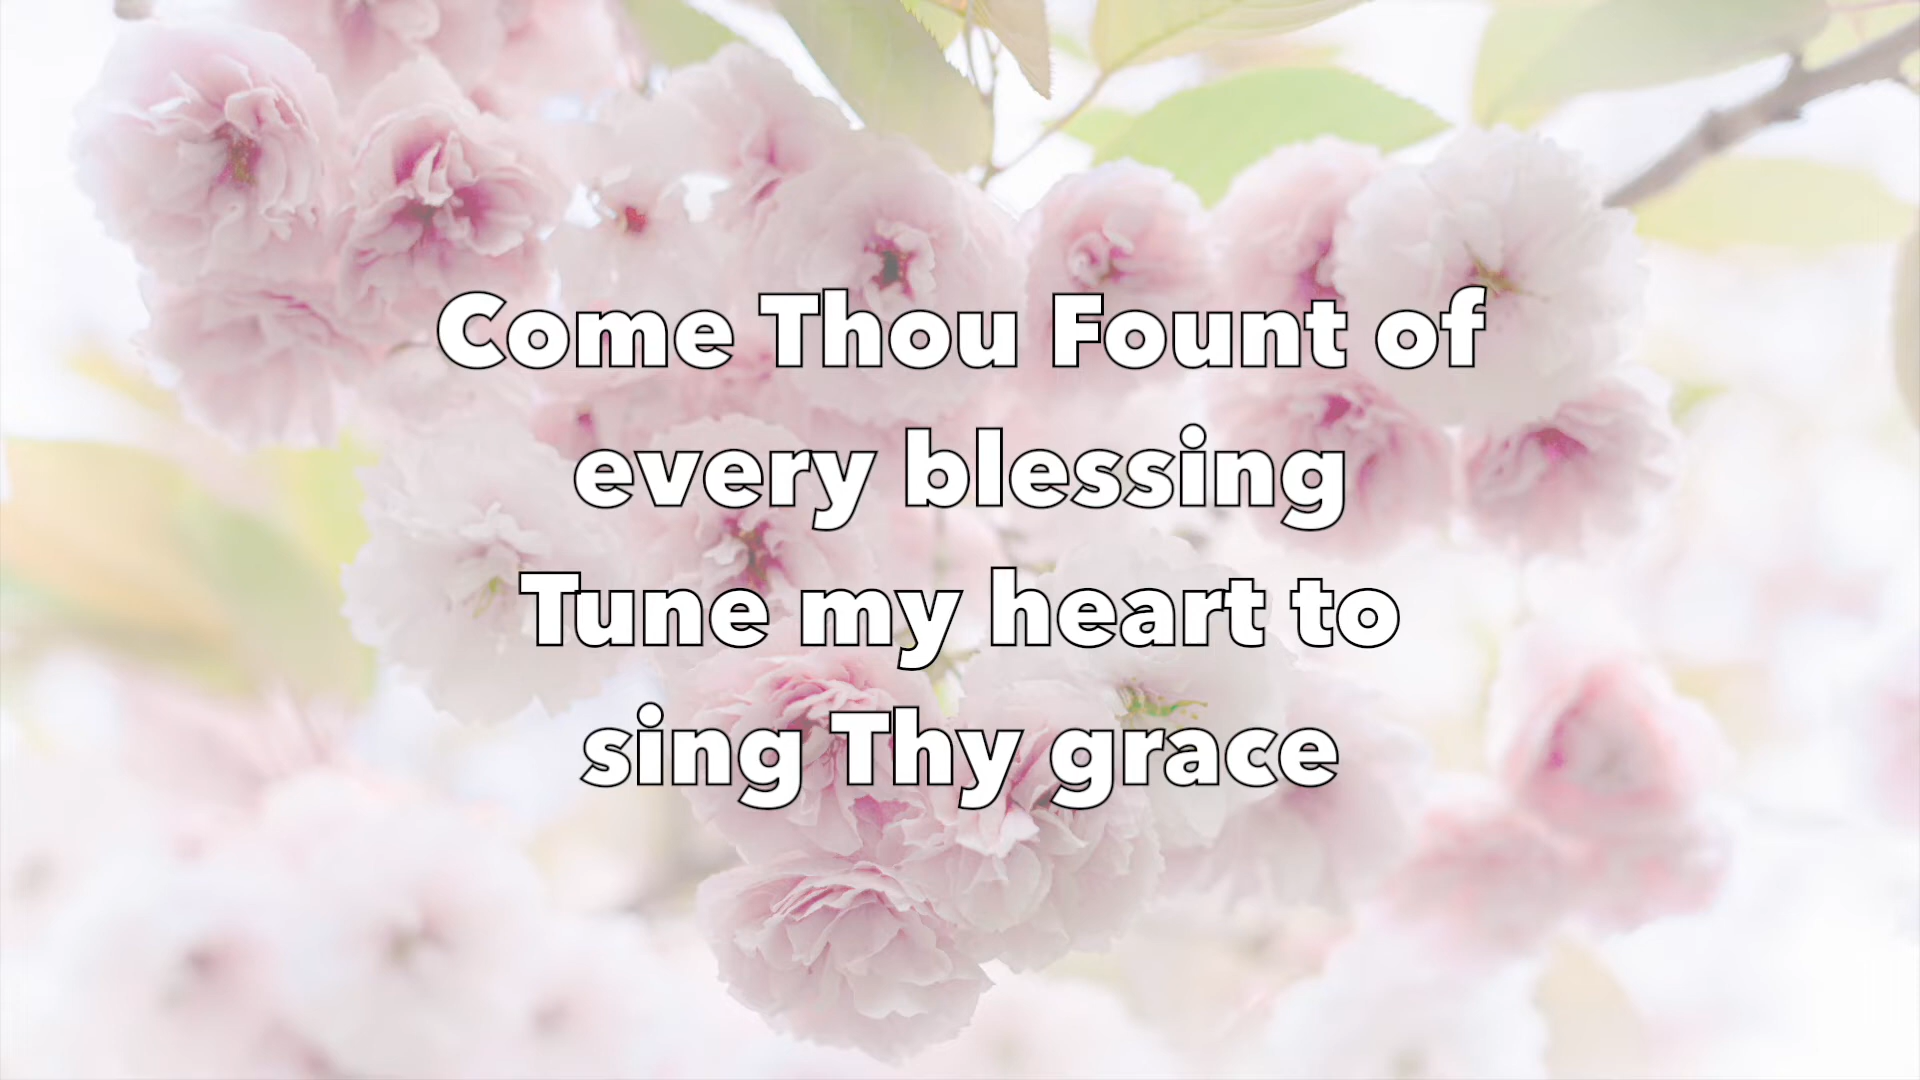 Come Thou Fount of
every blessing
Tune my heart to
sing Thy grace